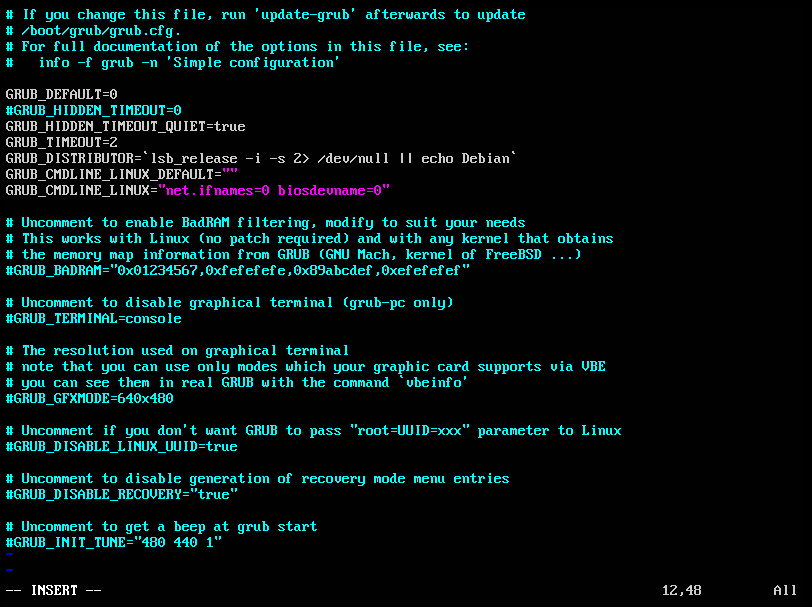 # If you change this file, run 'update-grub' afterwards to update
# /boot/grub/grub.cfg.
# For full documentation of the options in this file, see:
#   info -f grub -n 'Simple configuration'
GRUB_DEFAULT=0
#GRUB_HIDDEN_TIMEOUT=0
GRUB_HIDDEN_TIMEOUT_QUIET=true
GRUB_TIMEOUT=2
GRUB_DISTRIBUTOR=`lsb_release -i -s 2> /dev/null || echo Debian`
GRUB_CMDLINE_LINUX_DEFAULT=""
GRUB_CMDLINE_LINUX="net.ifnames=0 biosdevname=0"
# Uncomment to enable BadRAM filtering, modify to suit your needs
# This works with Linux (no patch required) and with any kernel that obtains
# the memory map information from GRUB (GNU Mach, kernel of FreeBSD ...)
#GRUB_BADRAM="0x01234567,0xfefefefe,0x89abcdef,0xefefefef"
# Uncomment to disable graphical terminal (grub-pc only)
#GRUB_TERMINAL=console
# The resolution used on graphical terminal
# note that you can use only modes which your graphic card supports via VBE
# you can see them in real GRUB with the command `vbeinfo'
#GRUB_GFXMODE=640x480
# Uncomment if you don't want GRUB to pass "root=UUID=xxx" parameter to Linux
#GRUB_DISABLE_LINUX_UUID=true
# Uncomment to disable generation of recovery mode menu entries
#GRUB_DISABLE_RECOVERY="true"
# Uncomment to get a beep at grub start
#GRUB_INIT_TUNE="480 440 1"
~
~
-- INSERT -- 12,48 All